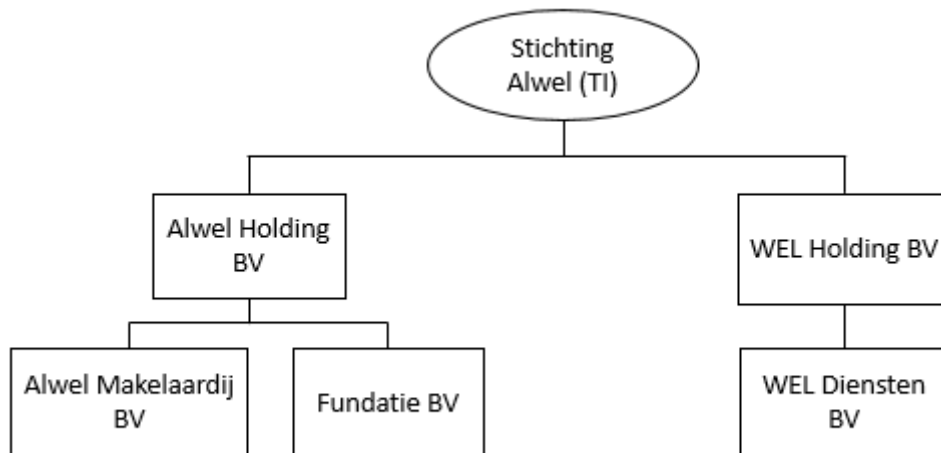 Stichting
Alwel (TI)
Alwel Holding
BV
WEL Holding BV
Alwel Makelaardij
BV
Fundatie BV
WEL Diensten
BV